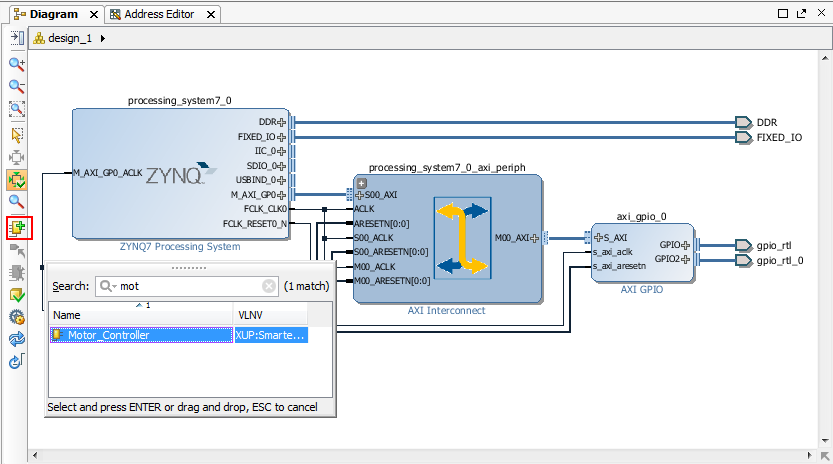 Diagram
Address Editor
design_1
processing_system7_0
DDR
FIXED_IO
IIC_0
SDIO_0
USBIND_0
M_AXI_GP0
FCLK_CLK0
FCLK_RESET0_N
M_AXI_GP0_ACLK
ZYNQ
ZYNQ7 Processing System
DDR
FIXED_IO
processing_system7_0_axi_periph
S00_AXI
ACLK
ARESETN[0:0]
S00_ACLK
S00_ARESETN[0:0]
M00_ACLK
M00_ARESETN[0:0]
M00_AXI
AXI Interconnect
axi_gpio_0
S_AXI
s_axi_aclk
s_axi_aresetn
GPIO
GPIO2
AXI GPIO
gpio_rtl
gpio_rtl_0
Search: mot (1 match)
Name 1 VLNV
Motor_Controller XUP:Smarte...
Select and press ENTER or drag and drop, ESC to cancel